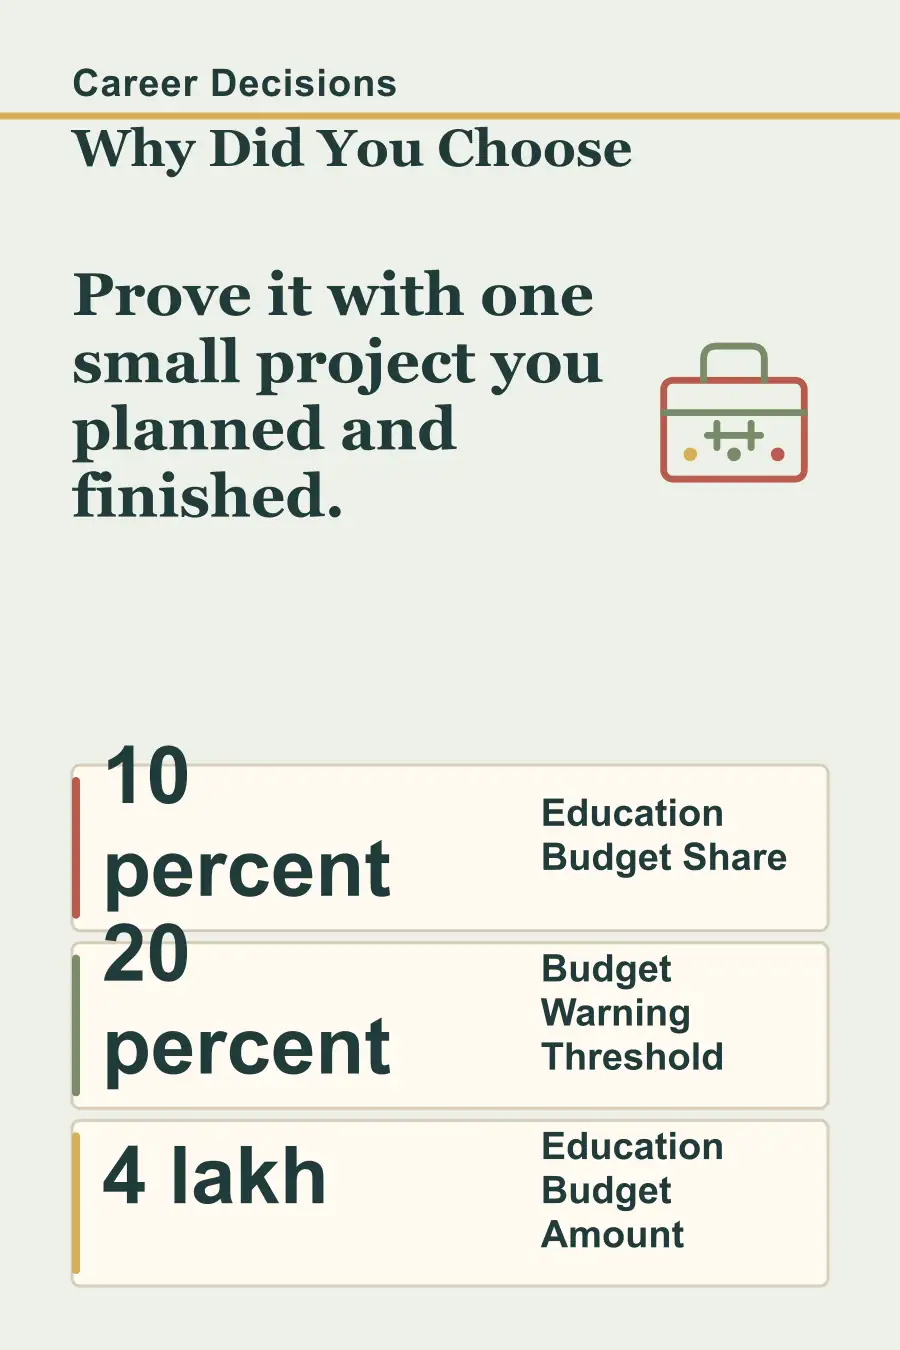 Career Decisions
Why Did You Choose
Prove it with one
small project you
planned and
finished.
10
percent
Education
Budget Share
20
percent
Budget
Warning
Threshold
4 lakh
Education
Budget
Amount